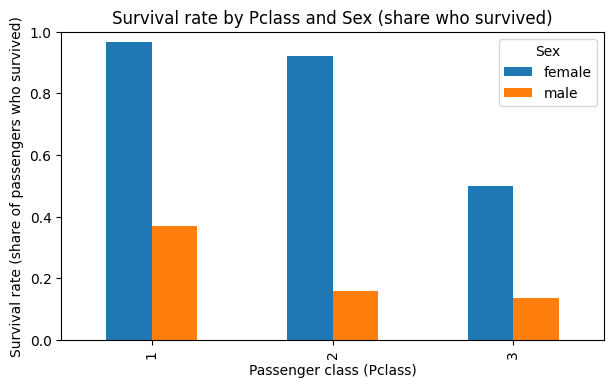 Survival rate by Pclass and Sex (share who survived)
Survival rate (share of passengers who survived)
1.0
0.8
0.6
0.4
0.2
0.0
Sex
female
male
1
2
3
Passenger class (Pclass)